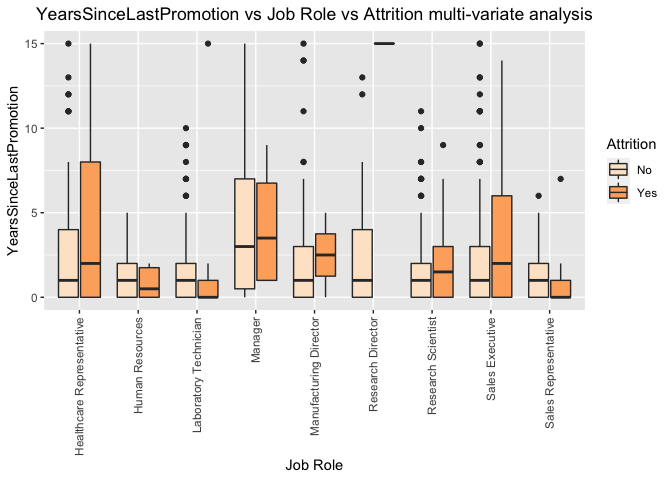 YearsSinceLastPromotion vs Job Role vs Attrition multi-variate analysis
YearsSinceLastPromotion
15
10
5
0
Healthcare Representative
Human Resources
Laboratory Technician
Manager
Manufacturing Director
Research Director
Research Scientist
Sales Executive
Sales Representative
Job Role
Attrition
No
Yes